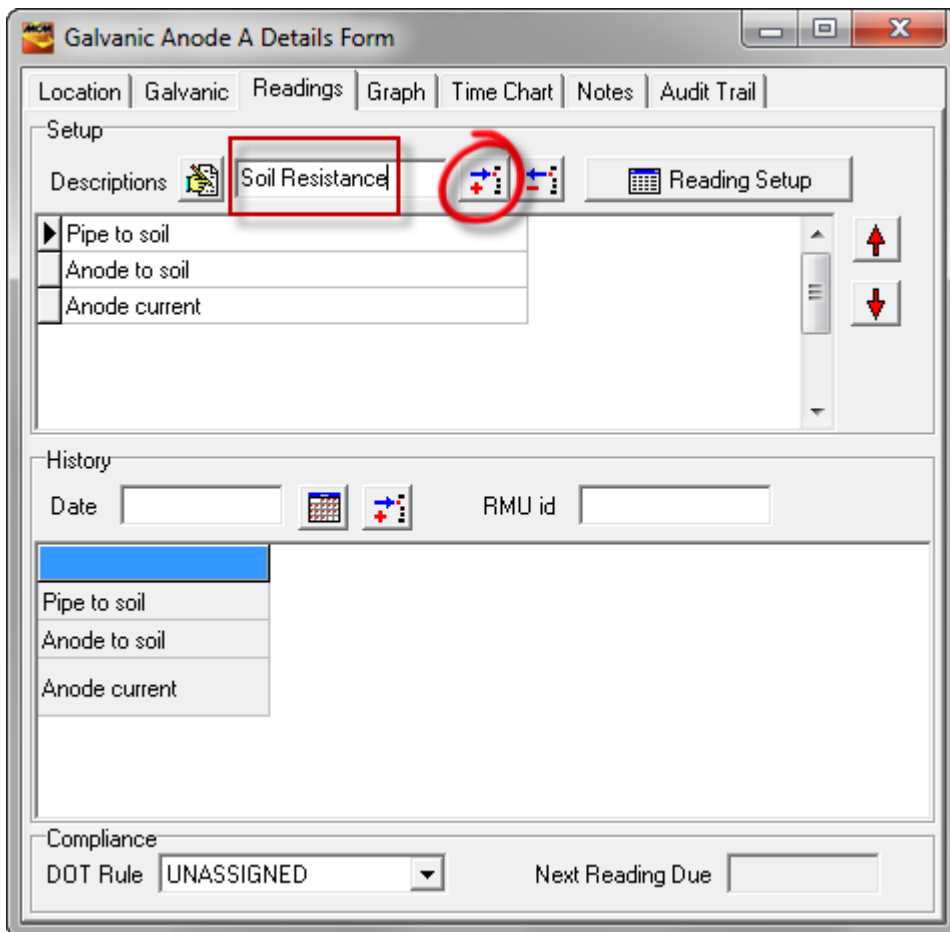 MCM
Galvanic Anode A Details Form
Location Galvanic Readings Graph Time Chart Notes Audit Trail
Setup
Descriptions Soil Resistance Reading Setup
Pipe to soil
Anode to soil
Anode current
History
Date RMU id
Pipe to soil
Anode to soil
Anode current
Compliance
DOT Rule UNASSIGNED Next Reading Due